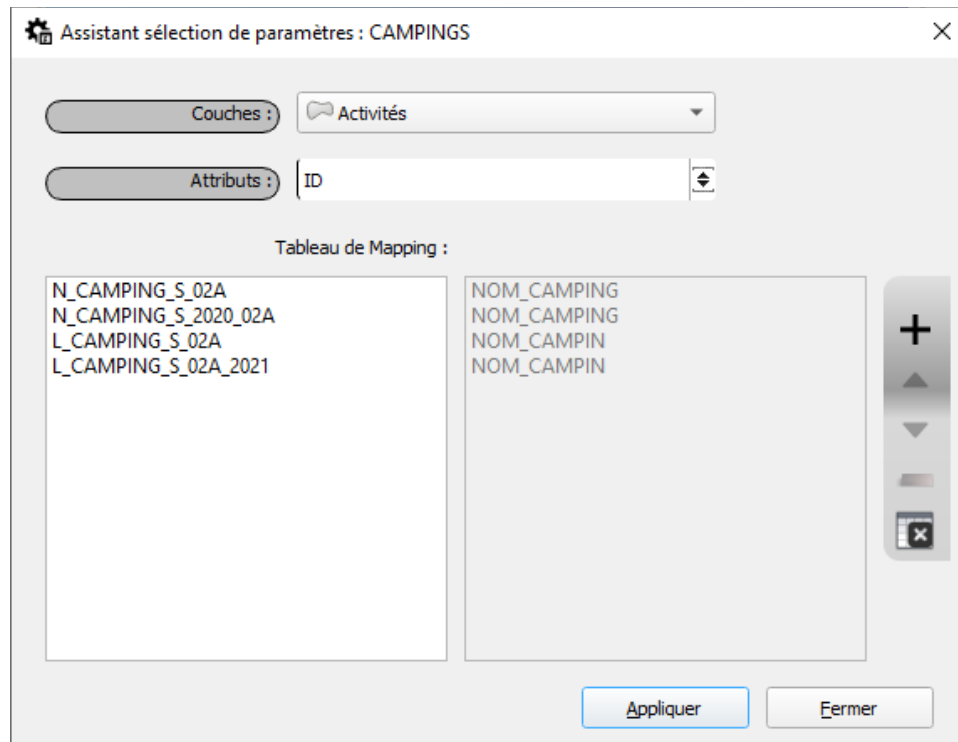 Assistant sélection de paramètres : CAMPINGS
Couches :
Activités
Attributs :
ID
Tableau de Mapping :
N_CAMPING_S_02A
N_CAMPING_S_2020_02A
L_CAMPING_S_02A
L_CAMPING_S_02A_2021
NOM_CAMPING
NOM_CAMPING
NOM_CAMPIN
NOM_CAMPIN
Appliquer
Fermer